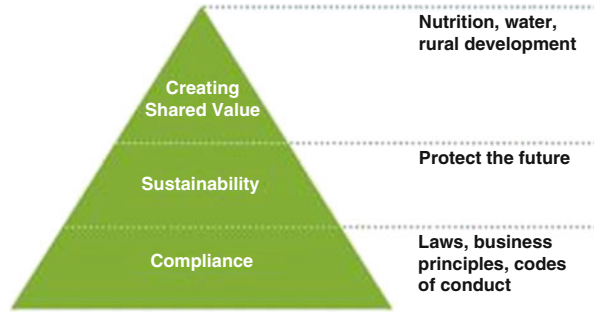 Nutrition, water,
rural development
Creating
Shared Value
Protect the future
Sustainability
Laws, business
principles, codes
of conduct
Compliance